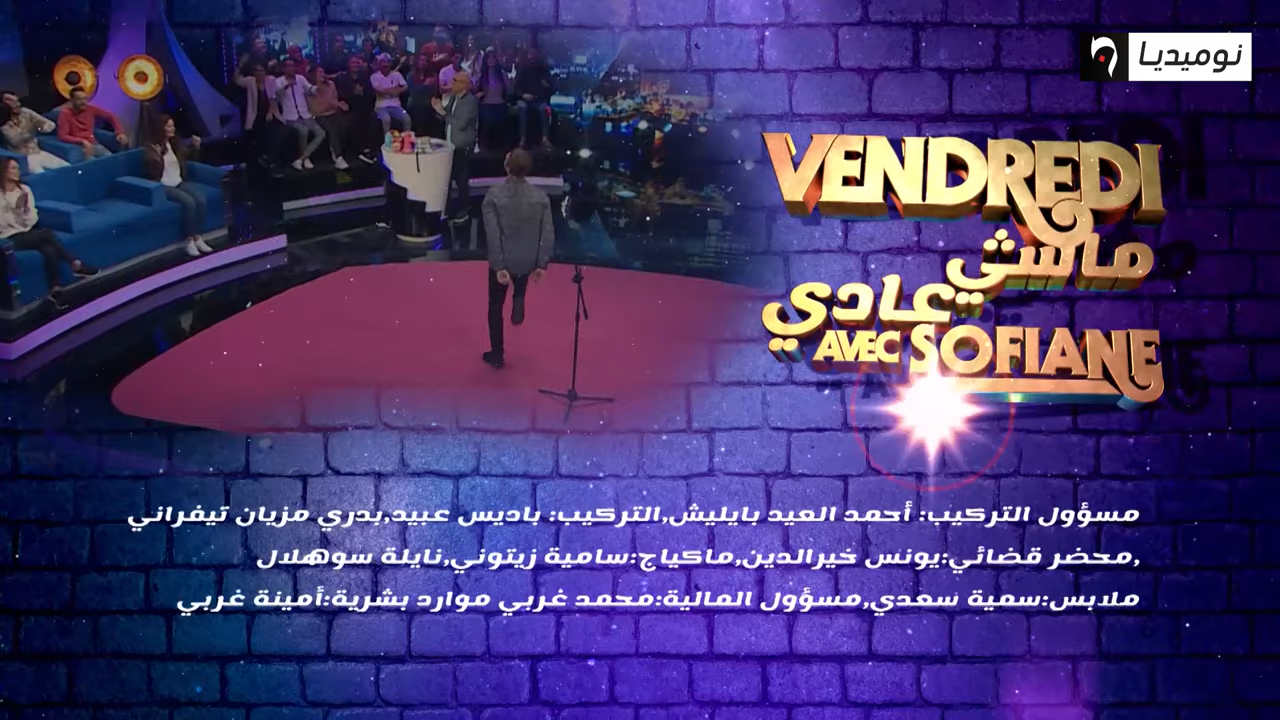 نوميديا
VENDREDI
ماشي
عادي
AVEC SOFIANE
مسؤول التركيب: أحمد العيد بايليش,التركيب: باديس عبيد,بدري مزيان تيفراني
,محضر قضائي:يونس خيرالدين,ماكياج:سامية زيتوني,نايلة سوهلال
ملابس:سمية سعدي,مسؤول المالية:محمد غربي موارد بشرية:أمينة غربي